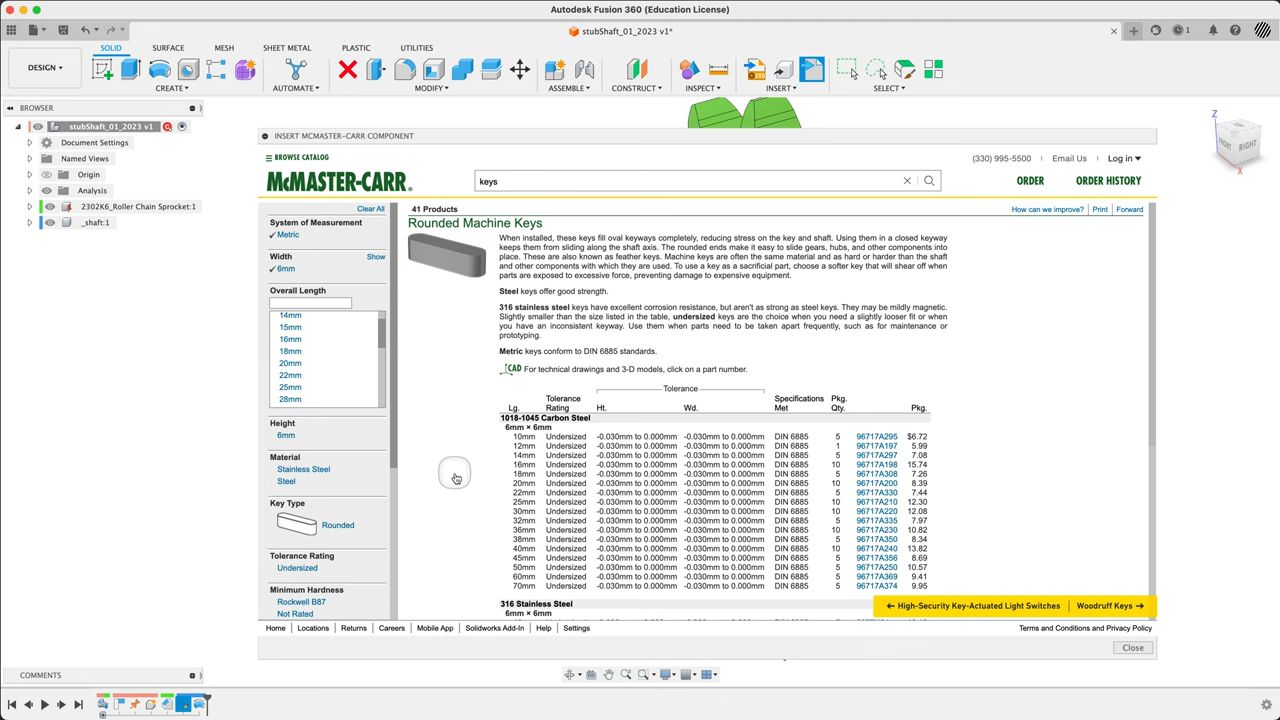 Autodesk Fusion 360 (Education License)
stubShaft_01_2023 v1*
1
SOLID SURFACE MESH SHEET METAL PLASTIC UTILITIES
DESIGN
CREATE AUTOMATE MODIFY ASSEMBLE CONSTRUCT INSPECT INSERT SELECT
BROWSER
stubShaft_01_2023 v1
Document Settings
Named Views
Origin
Analysis
2302K6_Roller Chain Sprocket:1
_shaft:1
Z
FRONT RIGHT
X
INSERT MCMASTER-CARR COMPONENT
BROWSE CATALOG
(330) 995-5500 Email Us Log in
McMASTER-CARR.
keys
ORDER ORDER HISTORY
Clear All
System of Measurement
Metric
Width Show
6mm
Overall Length
14mm
15mm
16mm
18mm
20mm
22mm
25mm
28mm
Height
6mm
Material
Stainless Steel
Steel
Key Type
Rounded
Tolerance Rating
Undersized
Minimum Hardness
Rockwell B87
Not Rated
41 Products
How can we improve? Print Forward
Rounded Machine Keys
When installed, these keys fill oval keyways completely, reducing stress on the key and shaft. Using them in a closed keyway
keeps them from sliding along the shaft axis. The rounded ends make it easy to slide gears, hubs, and other components into
place. These are also known as feather keys. Machine keys are often the same material and as hard or harder than the shaft
and other components with which they are used. To use a key as a sacrificial part, choose a softer key that will shear off when
parts are exposed to excessive force, preventing damage to expensive equipment.
Steel keys offer good strength.
316 stainless steel keys have excellent corrosion resistance, but aren't as strong as steel keys. They may be mildly magnetic.
Slightly smaller than the size listed in the table, undersized keys are the choice when you need a slightly looser fit or when
you have an inconsistent keyway. Use them when parts need to be taken apart frequently, such as for maintenance or
prototyping.
Metric keys conform to DIN 6885 standards.
CAD For technical drawings and 3-D models, click on a part number.
Tolerance
Tolerance Specifications Pkg.
Lg. Rating Ht. Wd. Met Qty. Pkg.
1018-1045 Carbon Steel
6mm × 6mm
10mm Undersized -0.030mm to 0.000mm -0.030mm to 0.000mm DIN 6885 5 96717A295 $6.72
12mm Undersized -0.030mm to 0.000mm -0.030mm to 0.000mm DIN 6885 1 96717A197 5.99
14mm Undersized -0.030mm to 0.000mm -0.030mm to 0.000mm DIN 6885 5 96717A297 7.08
16mm Undersized -0.030mm to 0.000mm -0.030mm to 0.000mm DIN 6885 10 96717A198 15.74
18mm Undersized -0.030mm to 0.000mm -0.030mm to 0.000mm DIN 6885 5 96717A308 7.26
20mm Undersized -0.030mm to 0.000mm -0.030mm to 0.000mm DIN 6885 10 96717A200 8.39
22mm Undersized -0.030mm to 0.000mm -0.030mm to 0.000mm DIN 6885 5 96717A330 7.44
25mm Undersized -0.030mm to 0.000mm -0.030mm to 0.000mm DIN 6885 10 96717A210 12.30
30mm Undersized -0.030mm to 0.000mm -0.030mm to 0.000mm DIN 6885 10 96717A220 12.08
32mm Undersized -0.030mm to 0.000mm -0.030mm to 0.000mm DIN 6885 5 96717A335 7.97
36mm Undersized -0.030mm to 0.000mm -0.030mm to 0.000mm DIN 6885 10 96717A230 10.82
38mm Undersized -0.030mm to 0.000mm -0.030mm to 0.000mm DIN 6885 5 96717A350 8.34
40mm Undersized -0.030mm to 0.000mm -0.030mm to 0.000mm DIN 6885 10 96717A240 13.82
45mm Undersized -0.030mm to 0.000mm -0.030mm to 0.000mm DIN 6885 5 96717A356 8.69
50mm Undersized -0.030mm to 0.000mm -0.030mm to 0.000mm DIN 6885 5 96717A250 10.57
60mm Undersized -0.030mm to 0.000mm -0.030mm to 0.000mm DIN 6885 5 96717A369 9.41
70mm Undersized -0.030mm to 0.000mm -0.030mm to 0.000mm DIN 6885 5 96717A374 9.95
316 Stainless Steel
6mm × 6mm
High-Security Key-Actuated Light Switches Woodruff Keys
Home Locations Returns Careers Mobile App Solidworks Add-In Help Settings
Terms and Conditions and Privacy Policy
Close
COMMENTS